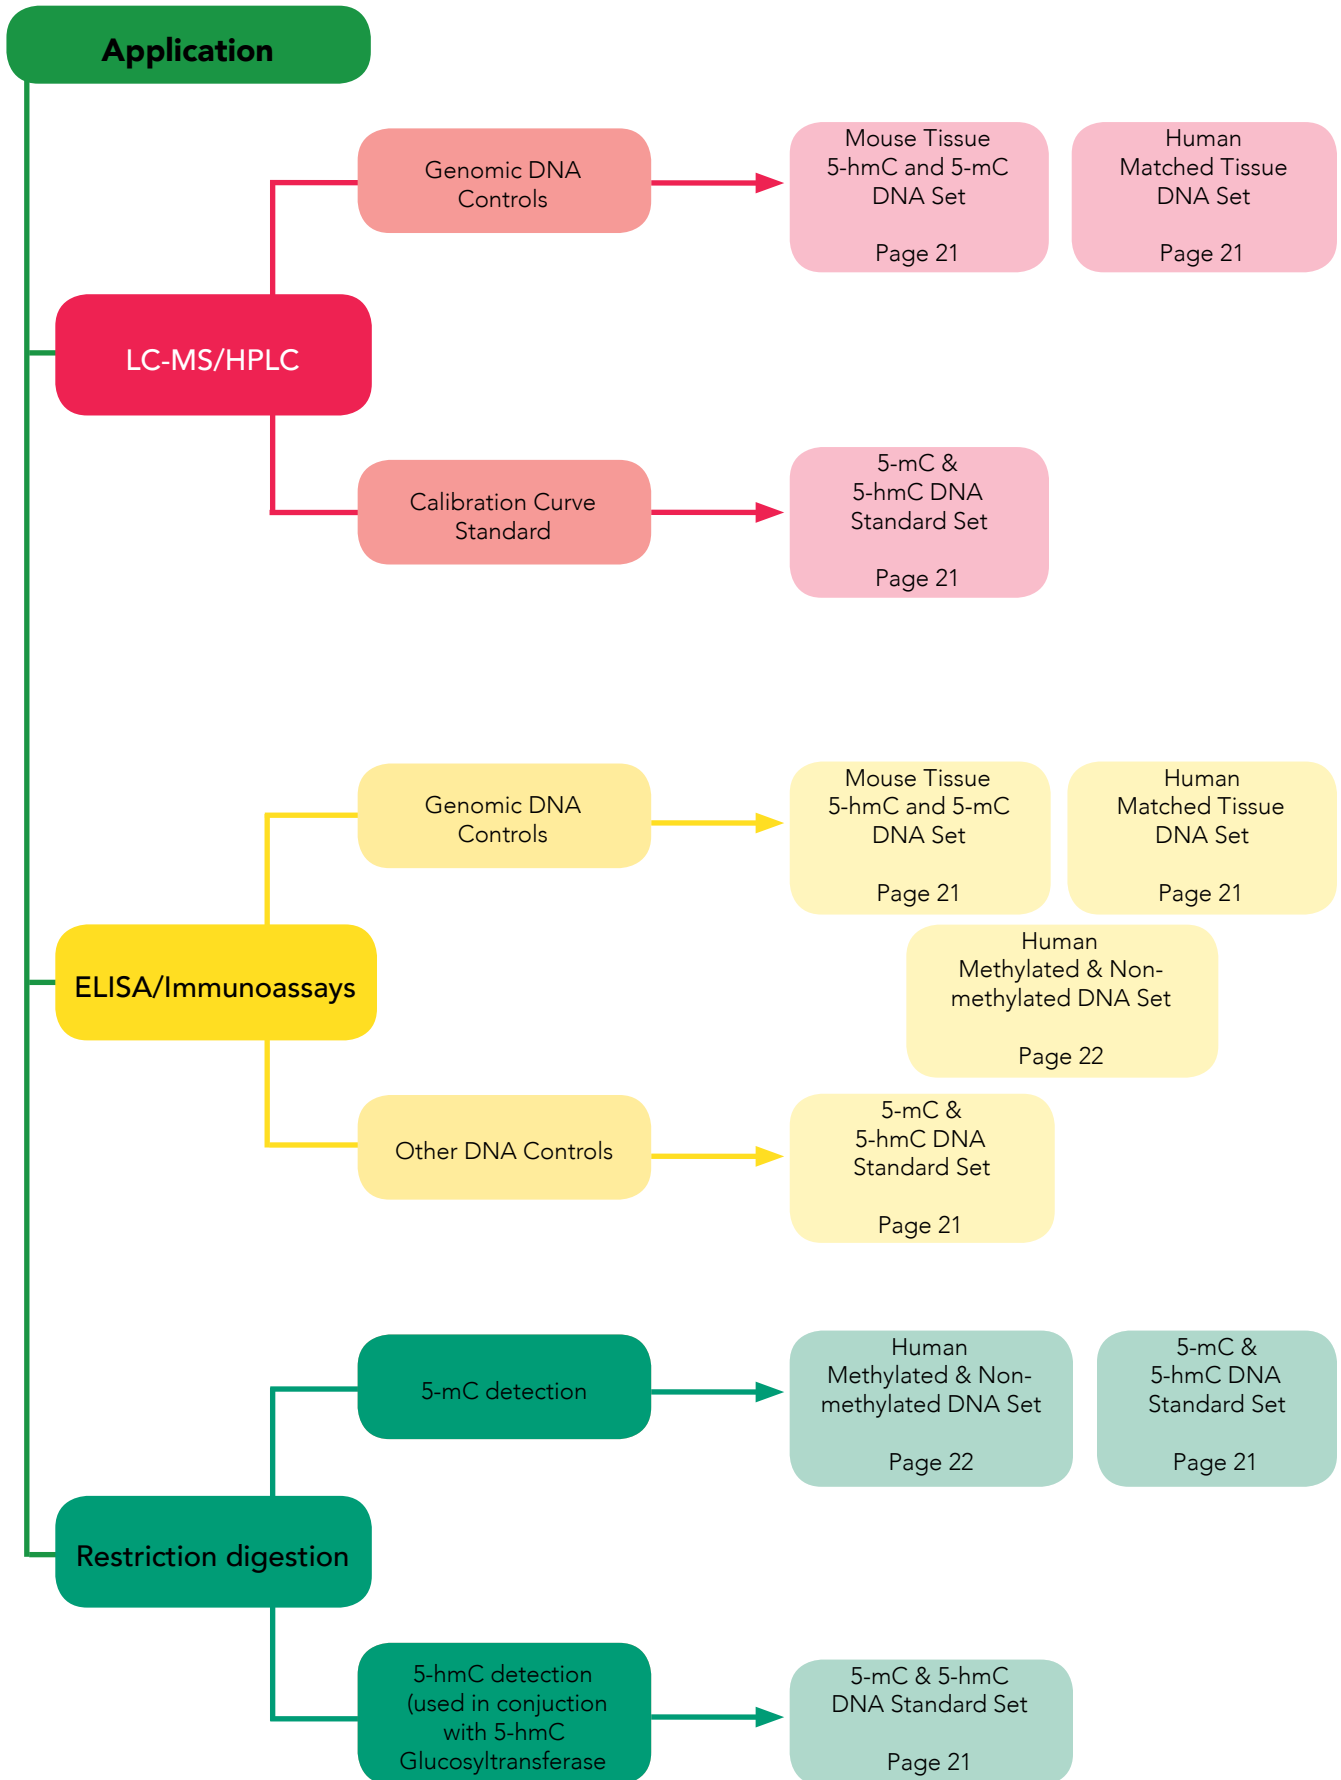 Application
Genomic DNA
Controls
Mouse Tissue
5-hmC and 5-mC
DNA Set
Page 21
Human
Matched Tissue
DNA Set
Page 21
LC-MS/HPLC
Calibration Curve
Standard
5-mC &
5-hmC DNA
Standard Set
Page 21
Genomic DNA
Controls
Mouse Tissue
5-hmC and 5-mC
DNA Set
Page 21
Human
Matched Tissue
DNA Set
Page 21
Human
Methylated & Non-
methylated DNA Set
Page 22
ELISA/Immunoassays
Other DNA Controls
5-mC &
5-hmC DNA
Standard Set
Page 21
5-mC detection
Human
Methylated & Non-
methylated DNA Set
Page 22
5-mC &
5-hmC DNA
Standard Set
Page 21
Restriction digestion
5-hmC detection
(used in conjuction
with 5-hmC
Glucosyltransferase
5-mC & 5-hmC
DNA Standard Set
Page 21